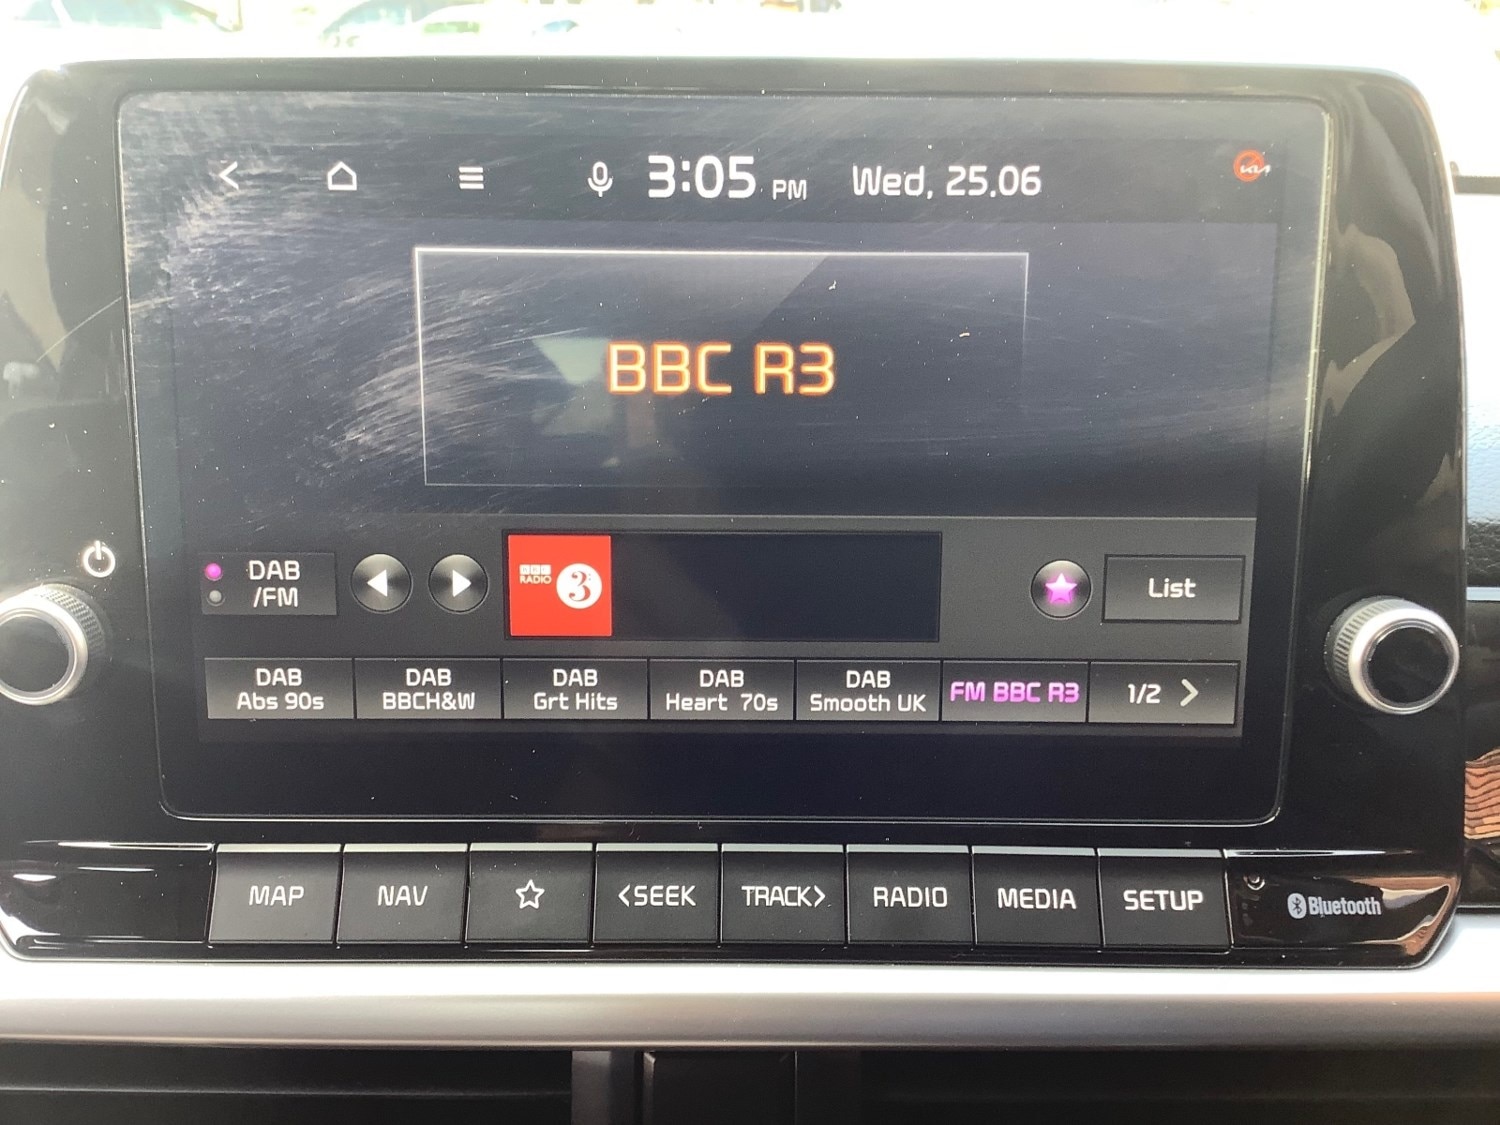 3:05 PM Wed, 25.06
KIA
BBC R3
DAB
/FM
BBC
RADIO
3
List
DAB
Abs 90s
DAB
BBCH&W
DAB
Grt Hits
DAB
Heart 70s
DAB
Smooth UK
FM BBC R3
1/2 >
MAP
NAV
<SEEK
TRACK>
RADIO
MEDIA
SETUP
Bluetooth